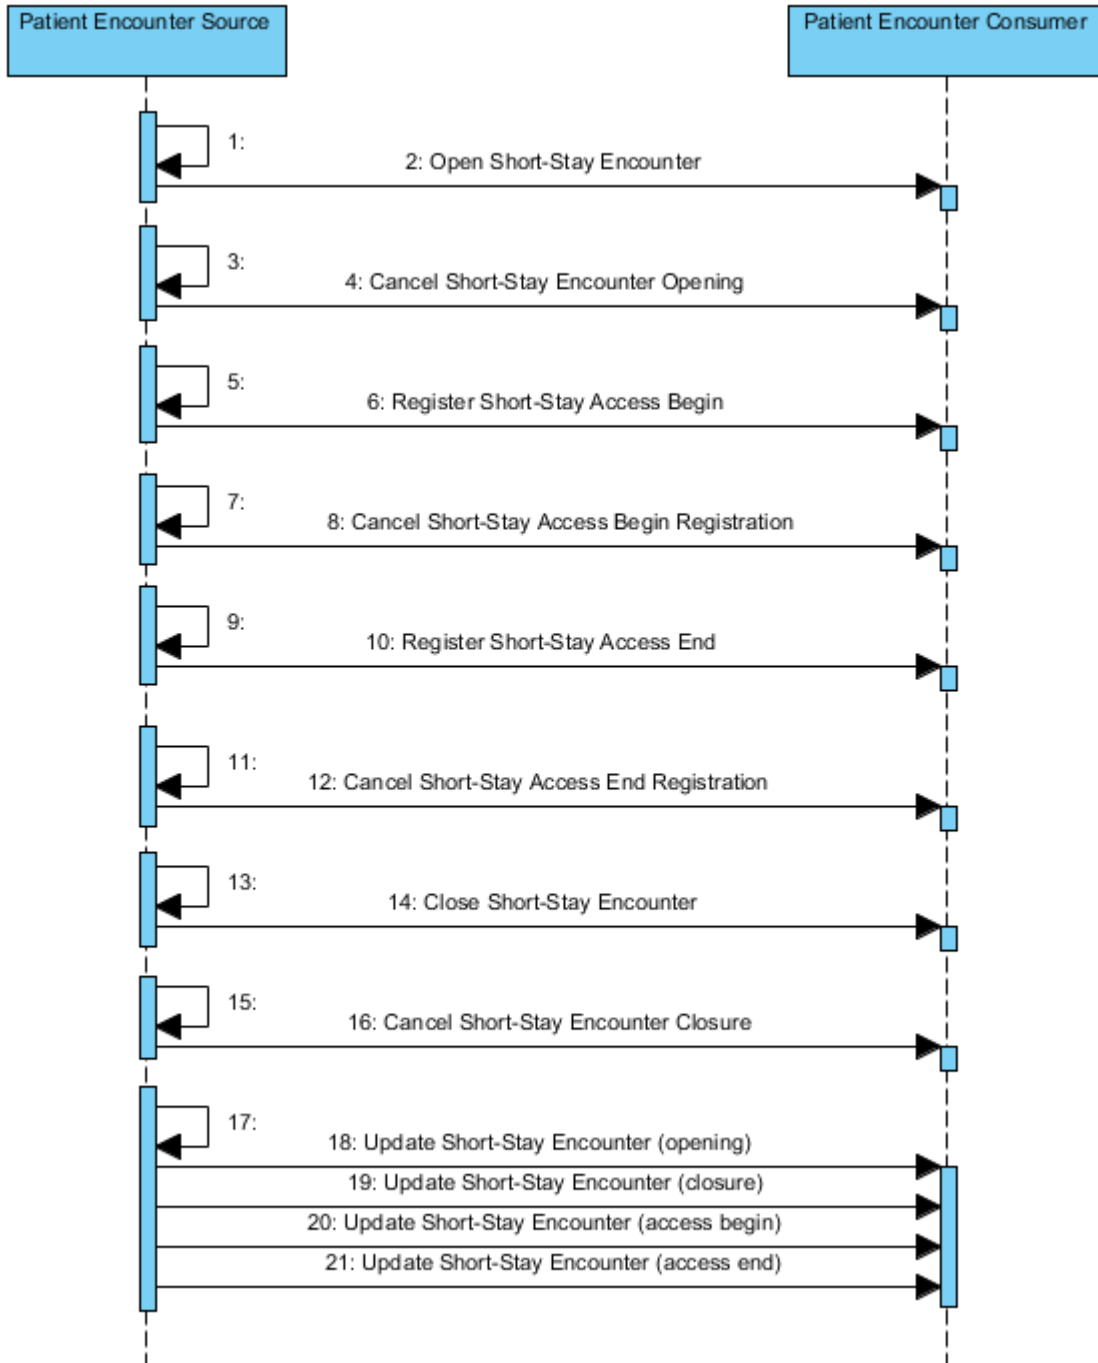 Patient Encounter Source
Patient Encounter Consumer
1:
2: Open Short-Stay Encounter
3:
4: Cancel Short-Stay Encounter Opening
5:
6: Register Short-Stay Access Begin
7:
8: Cancel Short-Stay Access Begin Registration
9:
10: Register Short-Stay Access End
11:
12: Cancel Short-Stay Access End Registration
13:
14: Close Short-Stay Encounter
15:
16: Cancel Short-Stay Encounter Closure
17:
18: Update Short-Stay Encounter (opening)
19: Update Short-Stay Encounter (closure)
20: Update Short-Stay Encounter (access begin)
21: Update Short-Stay Encounter (access end)